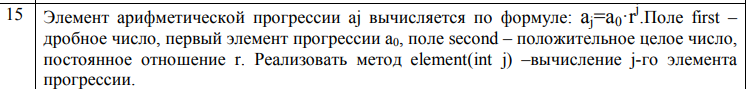 15 Элемент арифметической прогрессии aj вычисляется по формуле: aⱼ=a₀·rʲ.Поле first –
дробное число, первый элемент прогрессии a₀, поле second – положительное целое число,
постоянное отношение r. Реализовать метод element(int j) –вычисление j-го элемента
прогрессии.